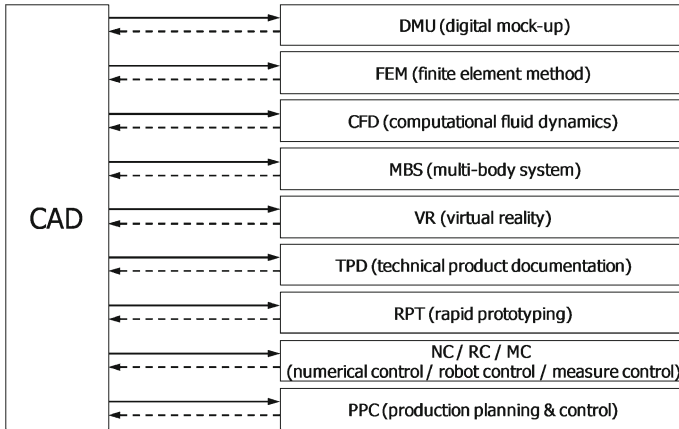 CAD
DMU (digital mock-up)
FEM (finite element method)
CFD (computational fluid dynamics)
MBS (multi-body system)
VR (virtual reality)
TPD (technical product documentation)
RPT (rapid prototyping)
NC / RC / MC
(numerical control / robot control / measure control)
PPC (production planning & control)